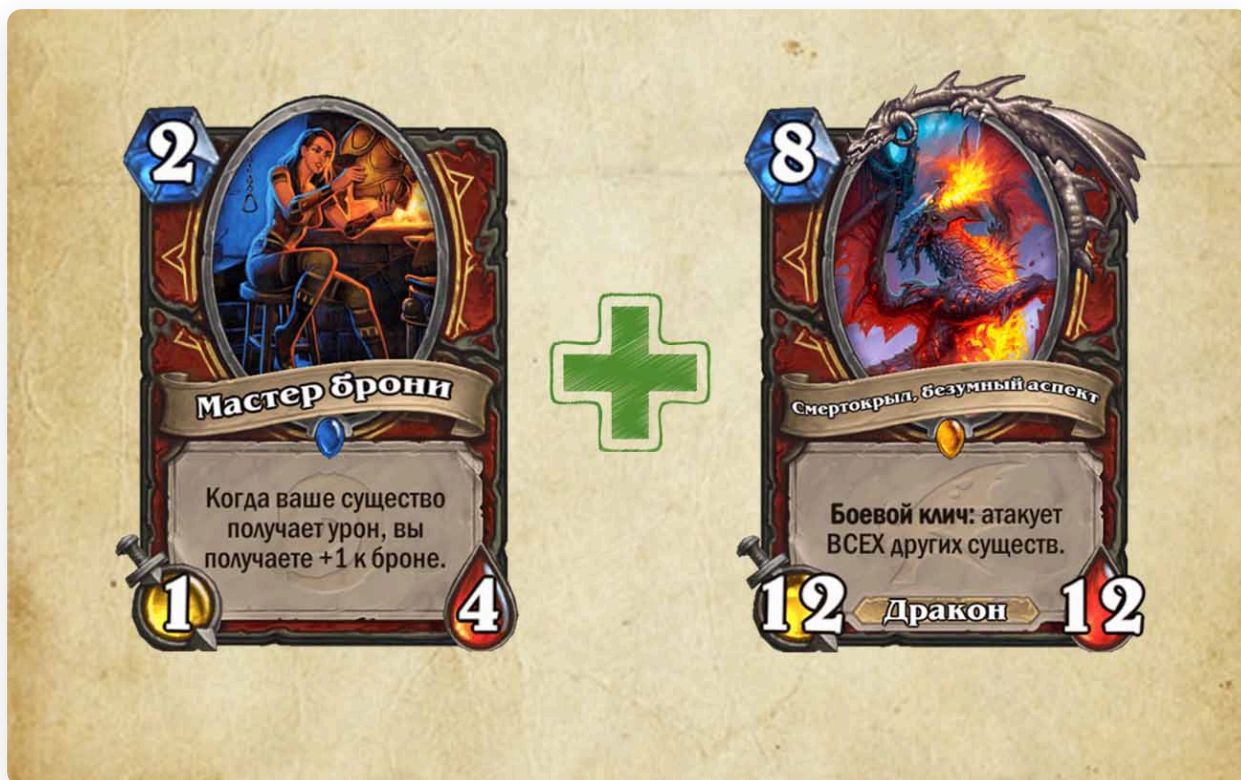 2
Мастер брони
Когда ваше существо
получает урон, вы
получаете +1 к броне.
1
4
8
Смертокрыл, безумный аспект
Боевой клич: атакует
ВСЕХ других существ.
12
Дракон
12